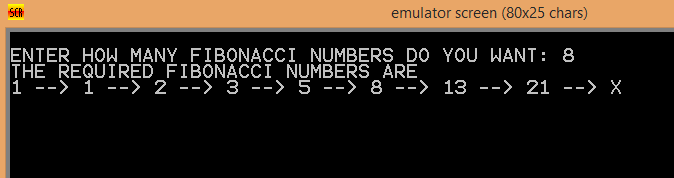 SCR emulator screen (80x25 chars)
ENTER HOW MANY FIBONACCI NUMBERS DO YOU WANT: 8
THE REQUIRED FIBONACCI NUMBERS ARE
1 --> 1 --> 2 --> 3 --> 5 --> 8 --> 13 --> 21 --> X